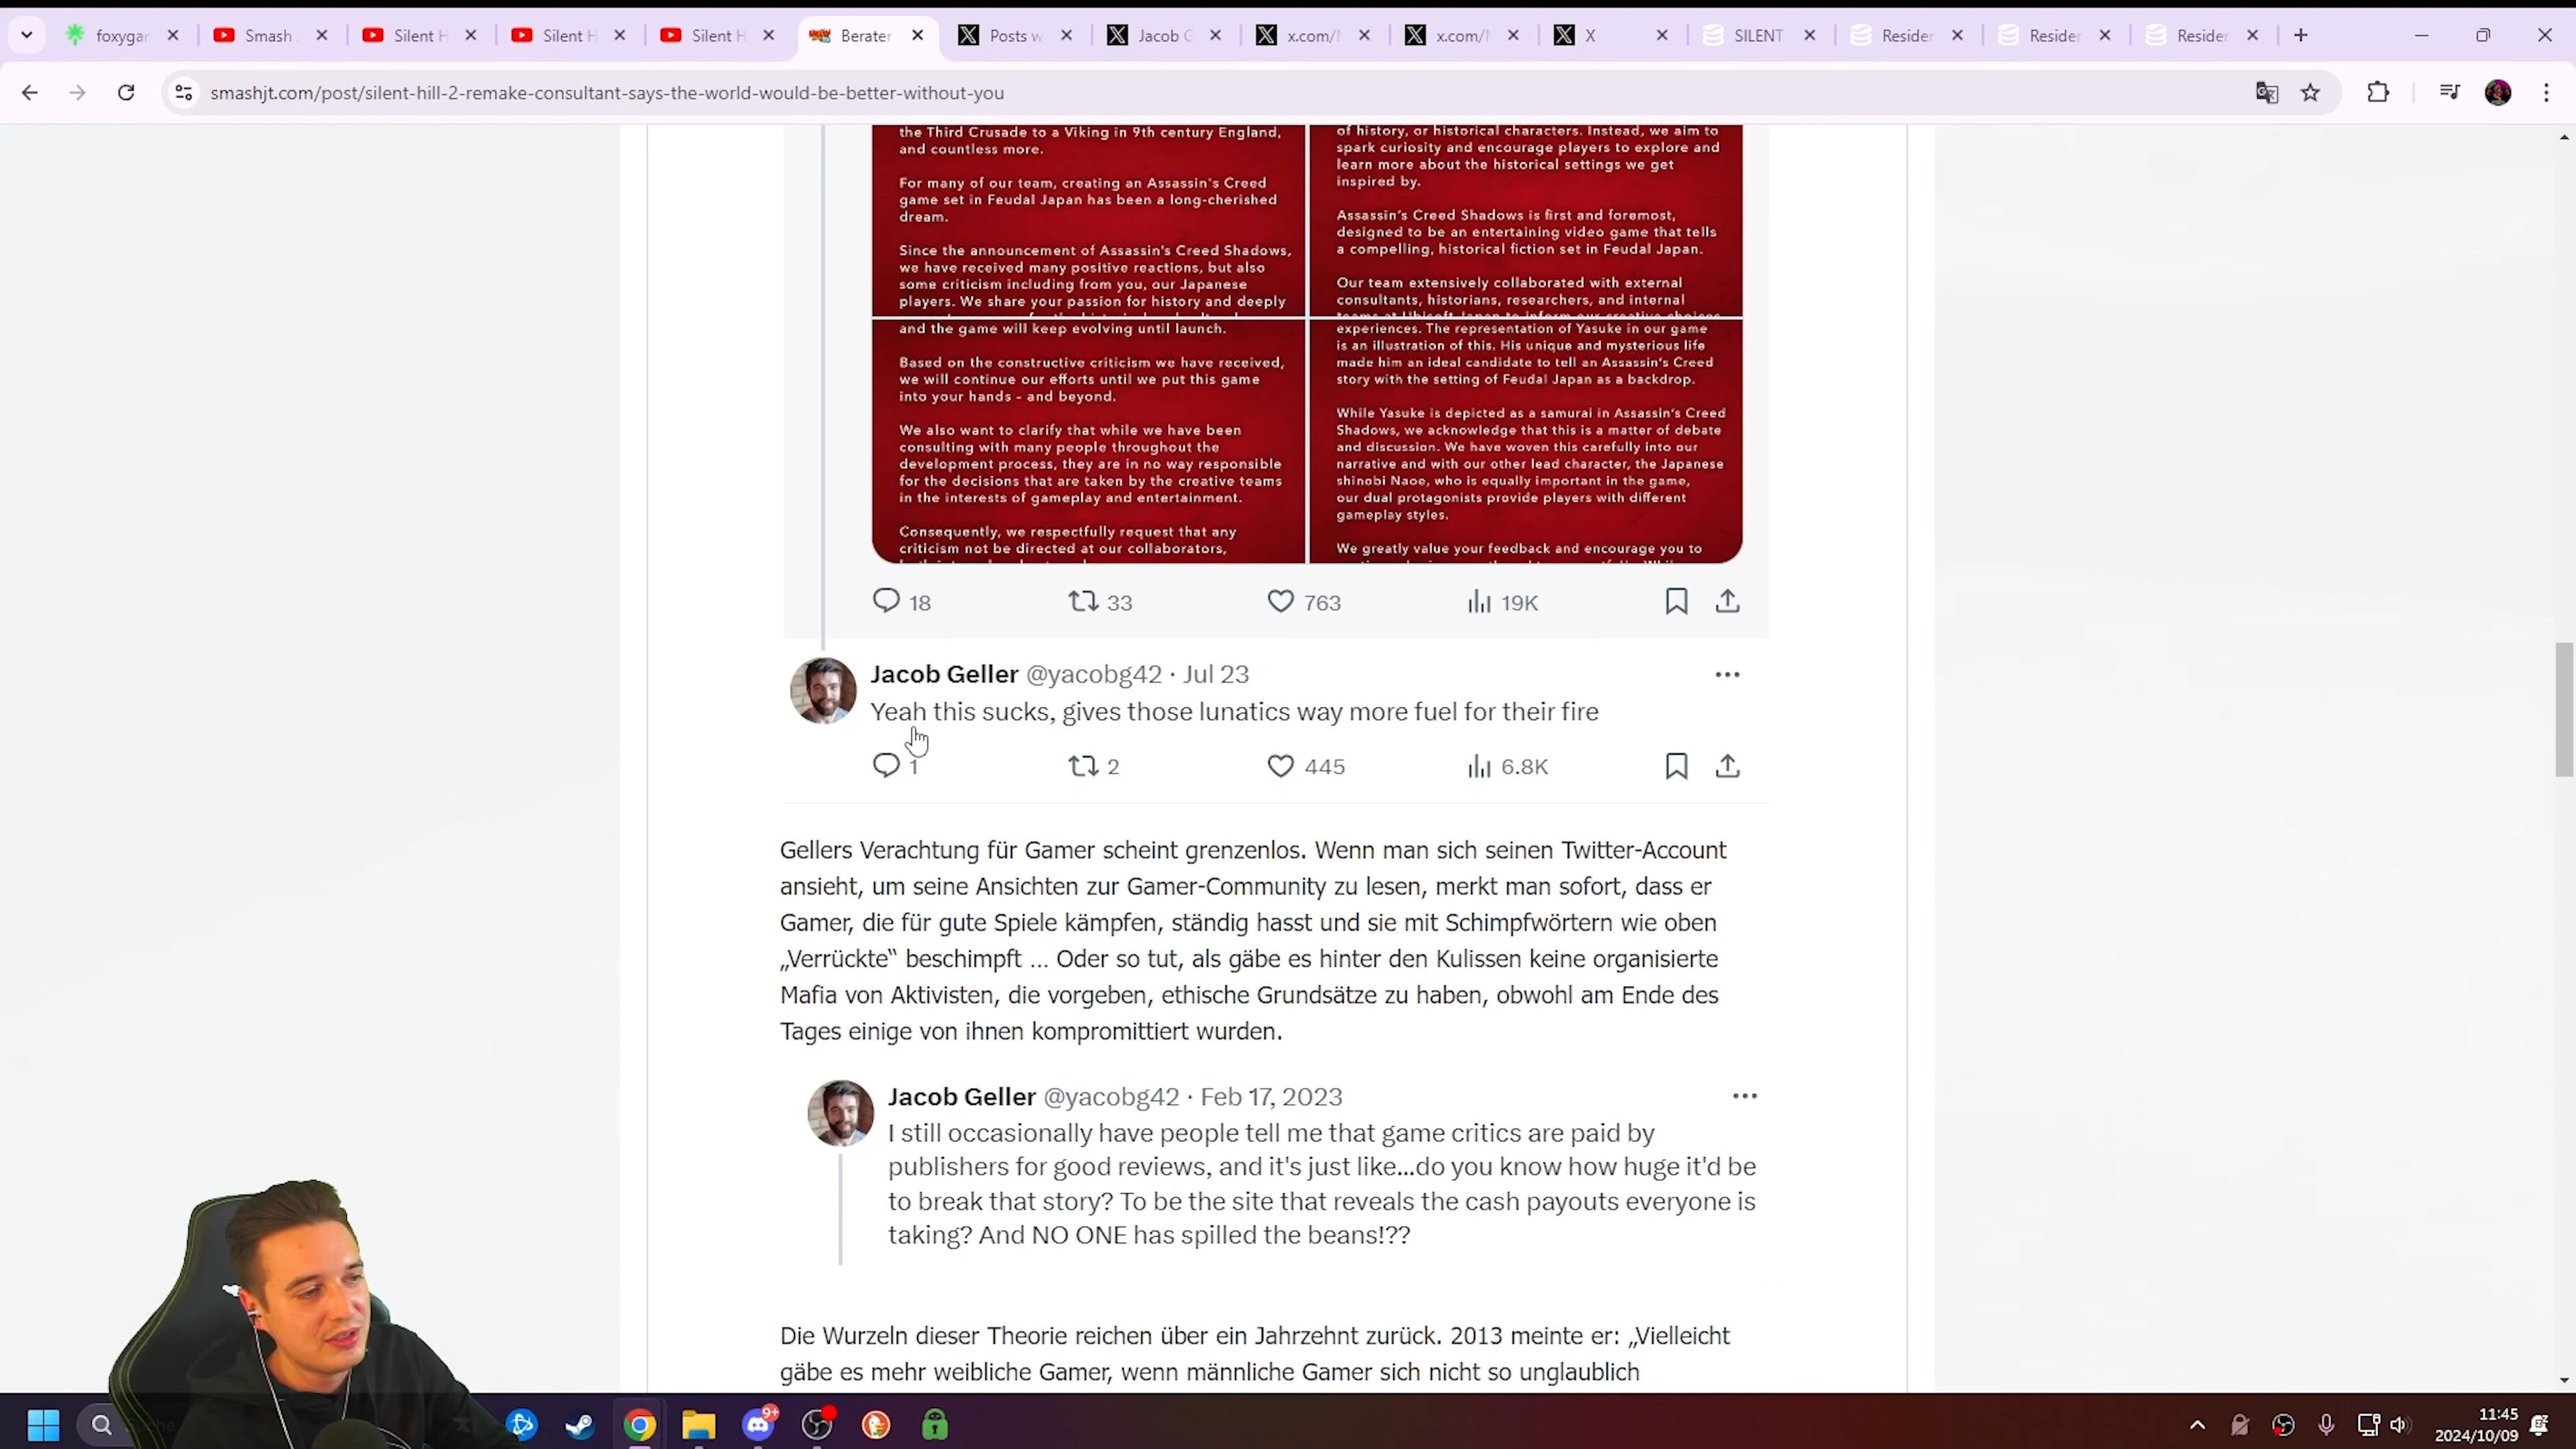 foxygar
Smash
Silent H
Silent H
Silent H
Berater
Posts w
Jacob G
x.com/
x.com/
X
SILENT
Resider
Resider
Resider
smashjt.com/post/silent-hill-2-remake-consultant-says-the-world-would-be-better-without-you
the Third Crusade to a Viking in 9th century England,
and countless more.
For many of our team, creating an Assassin's Creed
game set in Feudal Japan has been a long-cherished
dream.
Since the announcement of Assassin's Creed Shadows,
we have received many positive reactions, but also
some criticism including from you, our Japanese
players. We share your passion for history and deeply
of history, or historical characters. Instead, we aim to
spark curiosity and encourage players to explore and
learn more about the historical settings we get
inspired by.
Assassin's Creed Shadows is first and foremost,
designed to be an entertaining video game that tells
a compelling, historical fiction set in Feudal Japan.
Our team extensively collaborated with external
consultants, historians, researchers, and internal
teams at Ubisoft Japan to inform our creative choices
and the game will keep evolving until launch.
Based on the constructive criticism we have received,
we will continue our efforts until we put this game
into your hands - and beyond.
We also want to clarify that while we have been
consulting with many people throughout the
development process, they are in no way responsible
for the decisions that are taken by the creative teams
in the interests of gameplay and entertainment.
Consequently, we respectfully request that any
criticism not be directed at our collaborators,
experiences. The representation of Yasuke in our game
is an illustration of this. His unique and mysterious life
made him an ideal candidate to tell an Assassin's Creed
story with the setting of Feudal Japan as a backdrop.
While Yasuke is depicted as a samurai in Assassin's Creed
Shadows, we acknowledge that this is a matter of debate
and discussion. We have woven this carefully into our
narrative and with our other lead character, the Japanese
shinobi Naoe, who is equally important in the game,
our dual protagonists provide players with different
gameplay styles.
We greatly value your feedback and encourage you to
18 33 763 19K
Jacob Geller @yacobg42 · Jul 23
Yeah this sucks, gives those lunatics way more fuel for their fire
1 2 445 6.8K
Gellers Verachtung für Gamer scheint grenzenlos. Wenn man sich seinen Twitter-Account
ansieht, um seine Ansichten zur Gamer-Community zu lesen, merkt man sofort, dass er
Gamer, die für gute Spiele kämpfen, ständig hasst und sie mit Schimpfwörtern wie oben
„Verrückte“ beschimpft ... Oder so tut, als gäbe es hinter den Kulissen keine organisierte
Mafia von Aktivisten, die vorgeben, ethische Grundsätze zu haben, obwohl am Ende des
Tages einige von ihnen kompromittiert wurden.
Jacob Geller @yacobg42 · Feb 17, 2023
I still occasionally have people tell me that game critics are paid by
publishers for good reviews, and it's just like...do you know how huge it'd be
to break that story? To be the site that reveals the cash payouts everyone is
taking? And NO ONE has spilled the beans!??
Die Wurzeln dieser Theorie reichen über ein Jahrzehnt zurück. 2013 meinte er: „Vielleicht
gäbe es mehr weibliche Gamer, wenn männliche Gamer sich nicht so unglaublich
9+
11:45
2024/10/09